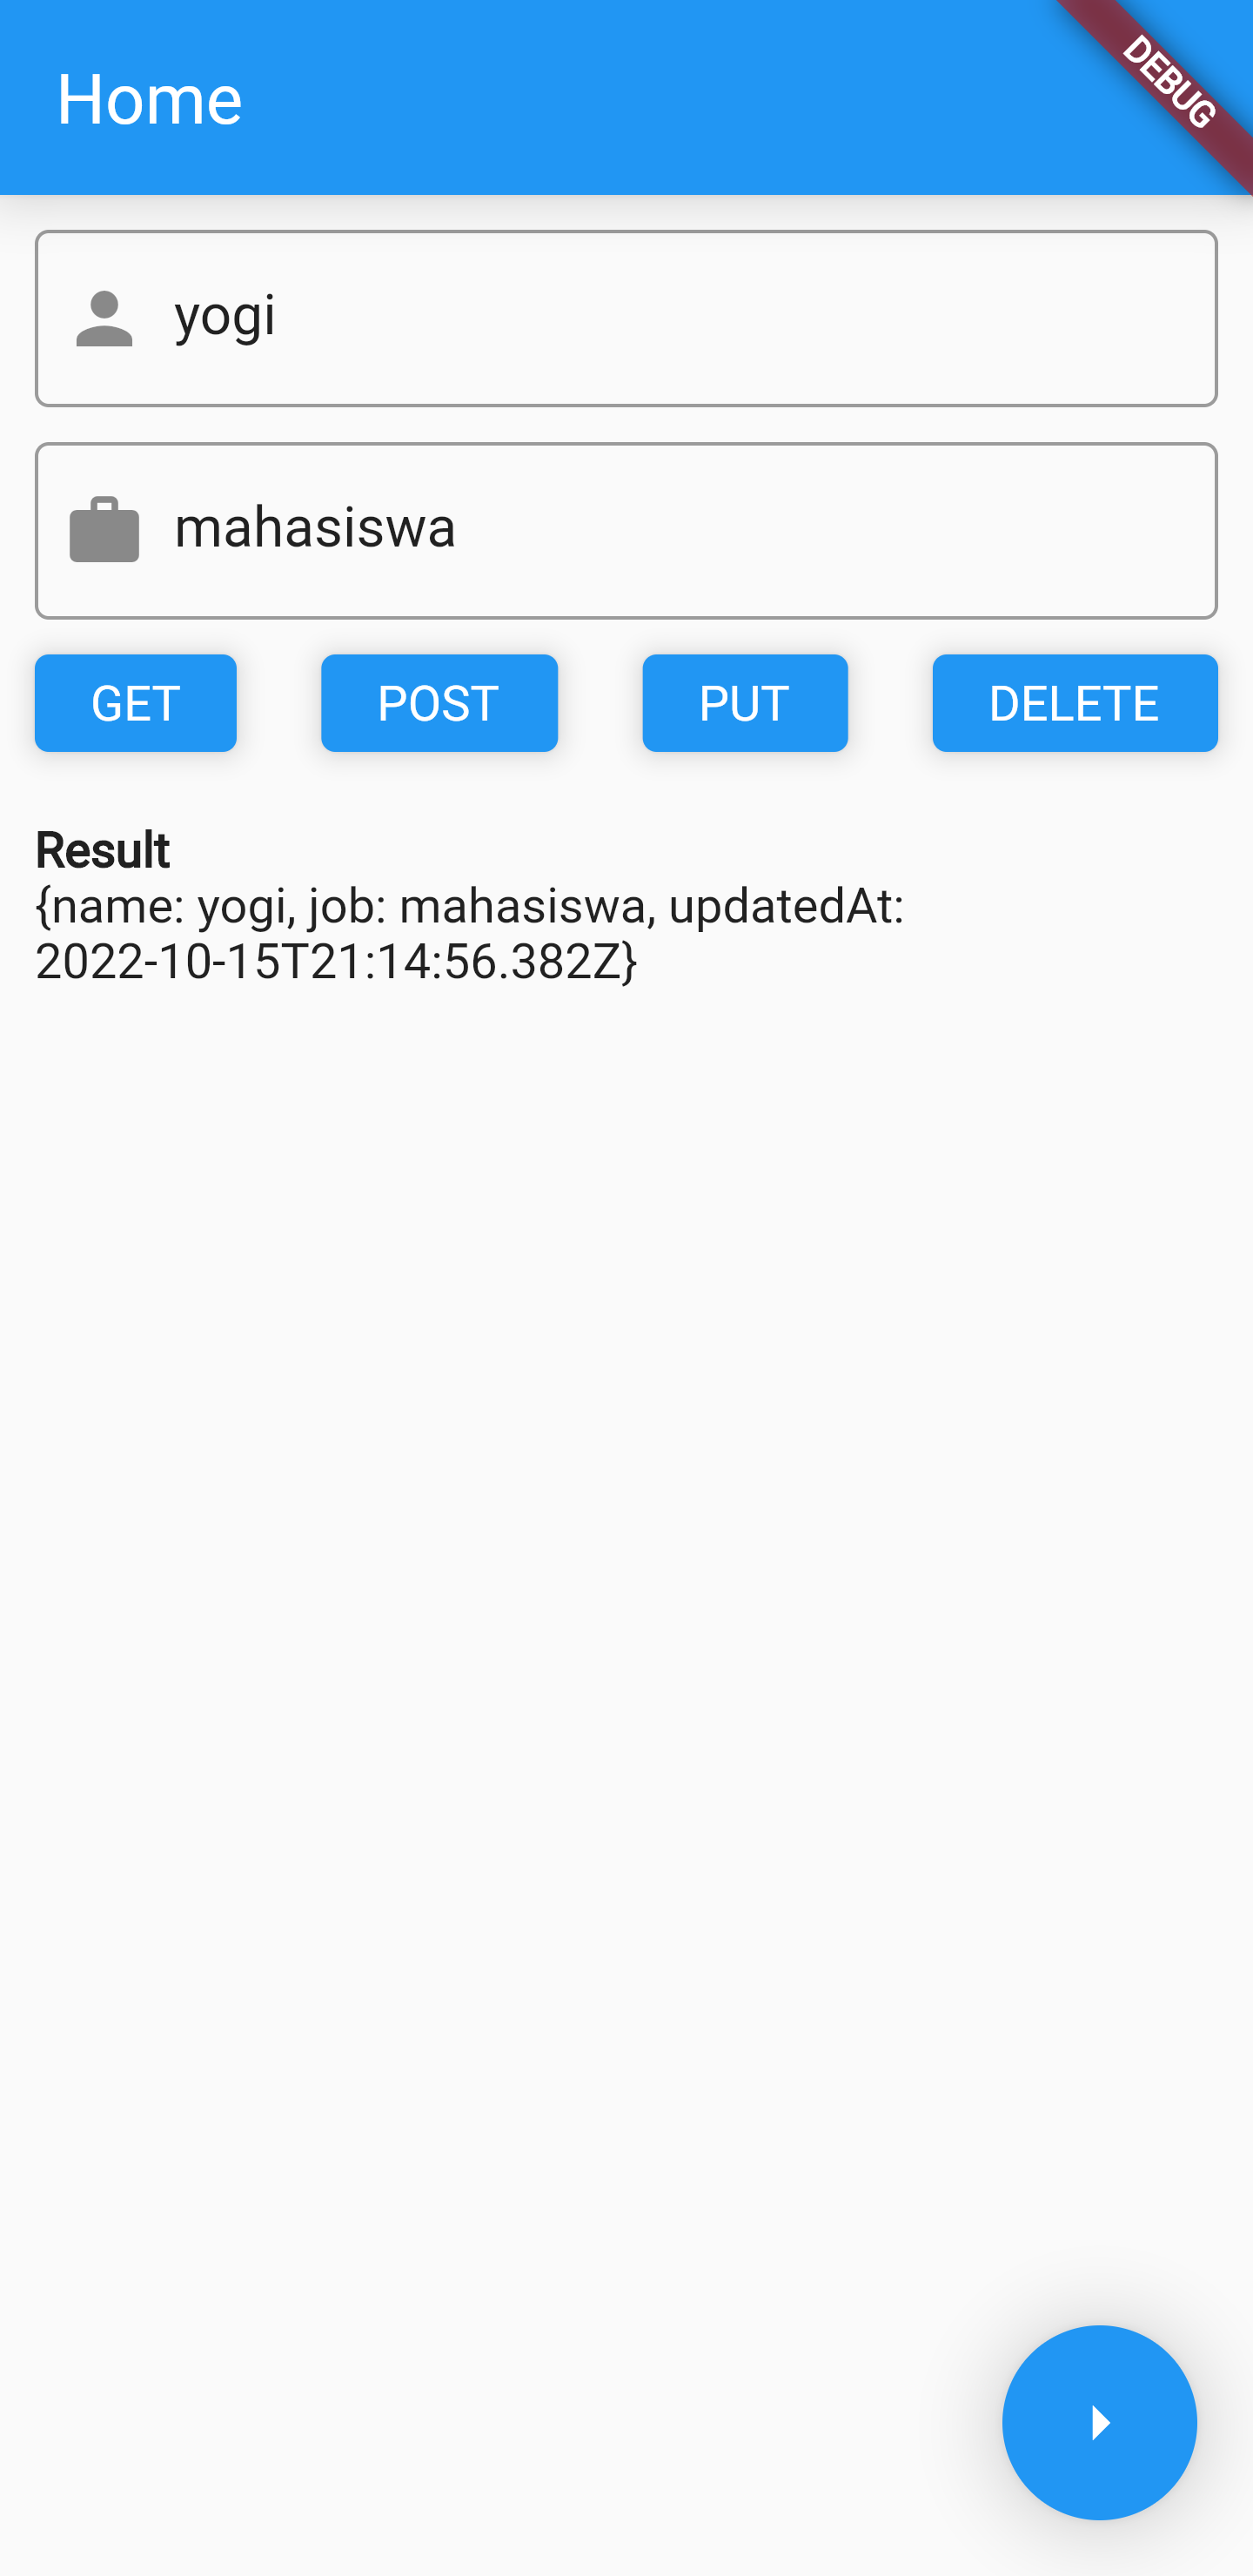 Home
DEBUG
yogi
mahasiswa
GET POST PUT DELETE
Result
{name: yogi, job: mahasiswa, updatedAt:
2022-10-15T21:14:56.382Z}